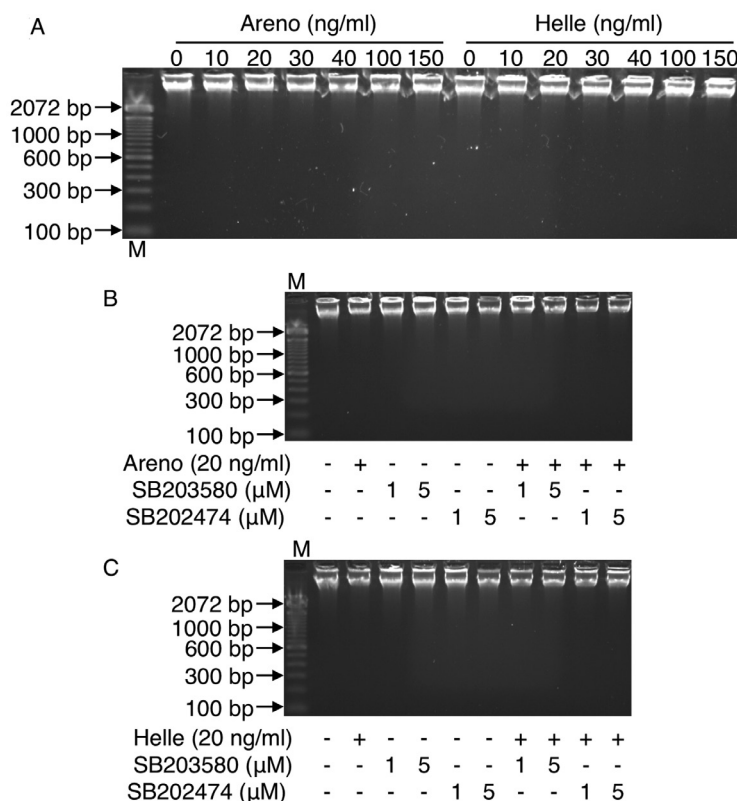 A
Areno (ng/ml) Helle (ng/ml)
0 10 20 30 40 100 150 0 10 20 30 40 100 150
2072 bp
1000 bp
600 bp
300 bp
100 bp
M
B
M
2072 bp
1000 bp
600 bp
300 bp
100 bp
Areno (20 ng/ml) - + - - - - + + + +
SB203580 (μM) - - 1 5 - - 1 5 - -
SB202474 (μM) - - - - 1 5 - - 1 5
C
M
2072 bp
1000 bp
600 bp
300 bp
100 bp
Helle (20 ng/ml) - + - - - - + + + +
SB203580 (μM) - - 1 5 - - 1 5 - -
SB202474 (μM) - - - - 1 5 - - 1 5